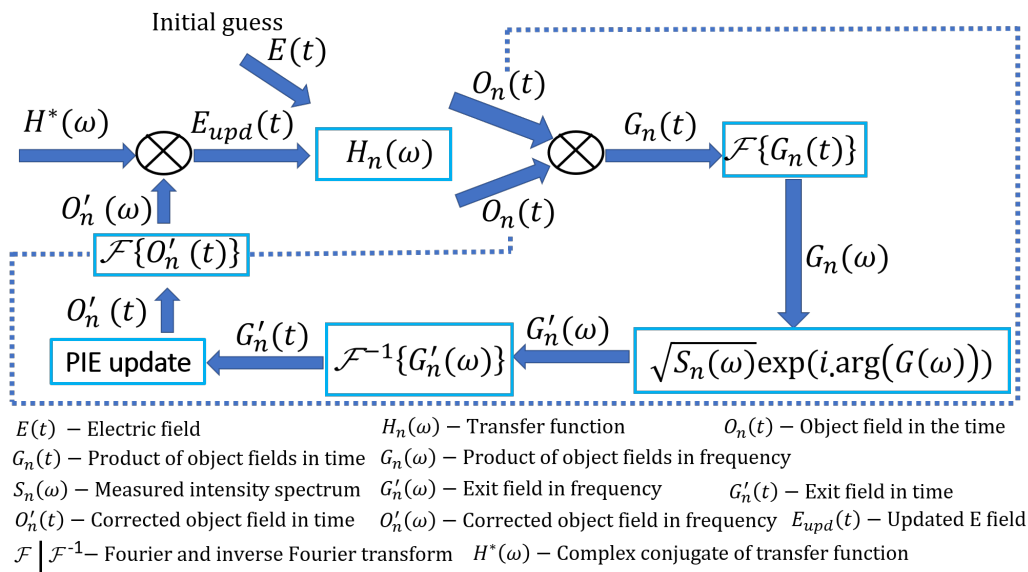 Initial guess
E(t)
O_n(t)
H*(ω)
E_upd(t)
H_n(ω)
G_n(t)
ℱ{G_n(t)}
O_n(t)
O′_n (ω)
ℱ{O′_n (t)}
G_n(ω)
O′_n (t)
G′_n(t)
G′_n(ω)
PIE update
ℱ⁻¹{G′_n(ω)}
√S_n(ω)exp(i.arg(G(ω)))
E(t) – Electric field H_n(ω) – Transfer function O_n(t) – Object field in the time
G_n(t) – Product of object fields in time G_n(ω) – Product of object fields in frequency
S_n(ω) – Measured intensity spectrum G′_n(ω) – Exit field in frequency G′_n(t) – Exit field in time
O′_n(t) – Corrected object field in time O′_n(ω) – Corrected object field in frequency E_upd(t) – Updated E field
ℱ | ℱ⁻¹– Fourier and inverse Fourier transform H*(ω) – Complex conjugate of transfer function